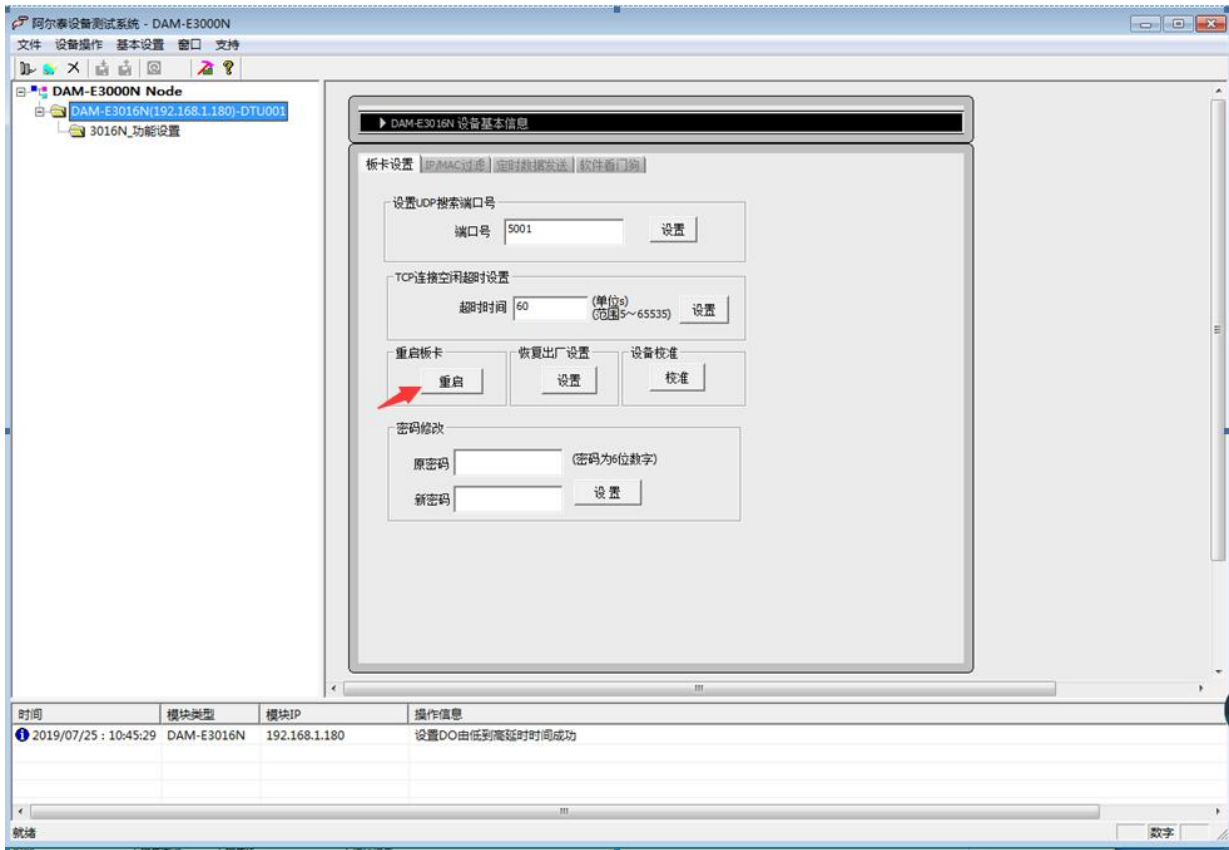 阿尔泰设备测试系统 - DAM-E3000N
文件 设备操作 基本设置 窗口 支持
DAM-E3000N Node
DAM-E3016N(192.168.1.180)-DTU001
3016N_功能设置
DAM-E3016N 设备基本信息
板卡设置 IP/MAC过滤 定时数据发送 软件看门狗
设置UDP搜索端口号
端口号 5001 设置
TCP连接空闲超时设置
超时时间 60 (单位s) (范围5～65535) 设置
重启板卡 恢复出厂设置 设备校准
重启 设置 校准
密码修改
原密码 (密码为6位数字)
新密码 设置
时间 模块类型 模块IP 操作信息
2019/07/25 : 10:45:29 DAM-E3016N 192.168.1.180 设置DO由低到高延时时间成功
就绪 数字